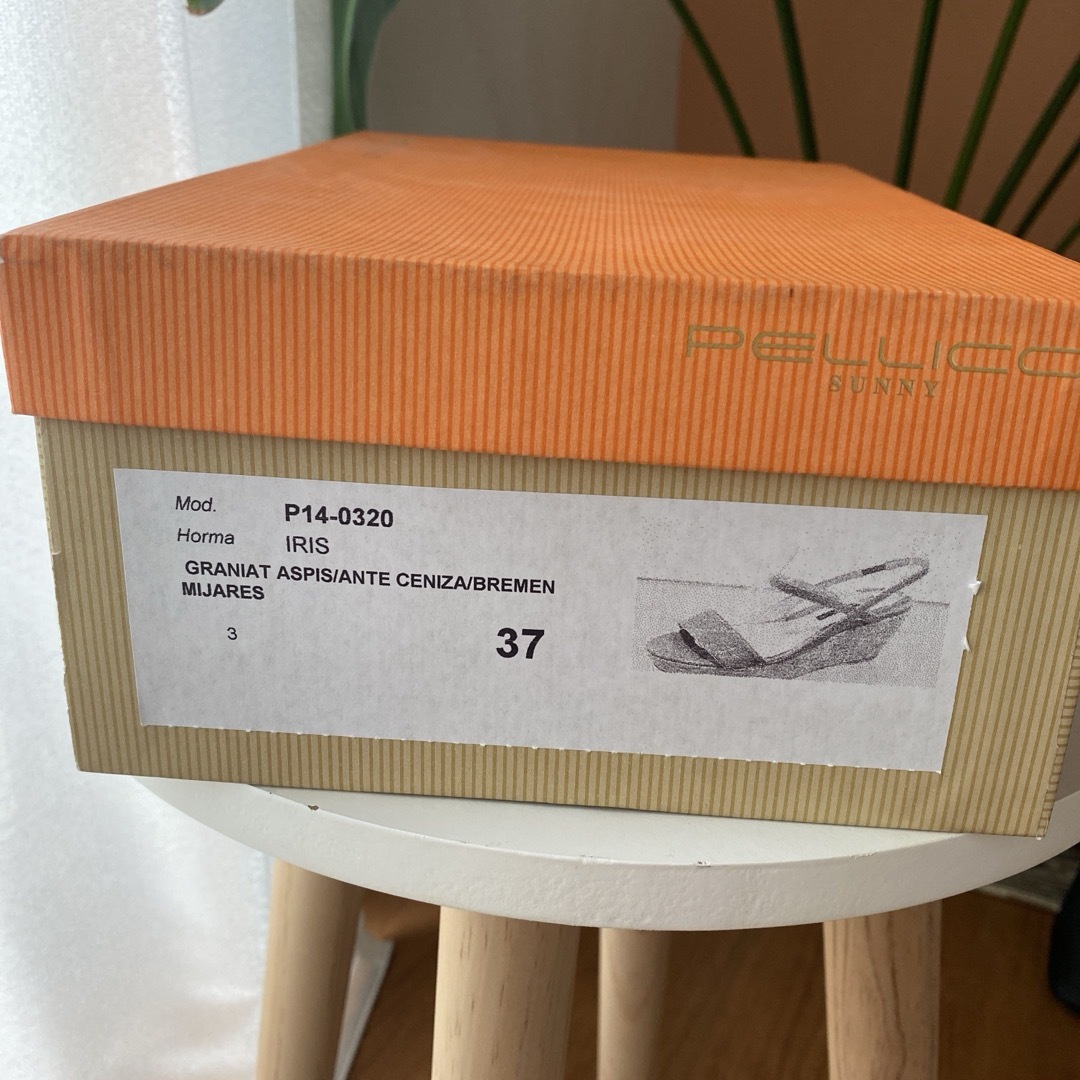 PELLICO
SUNNY
Mod. P14-0320
Horma IRIS
GRANIAT ASPIS/ANTE CENIZA/BREMEN
MIJARES
3 37